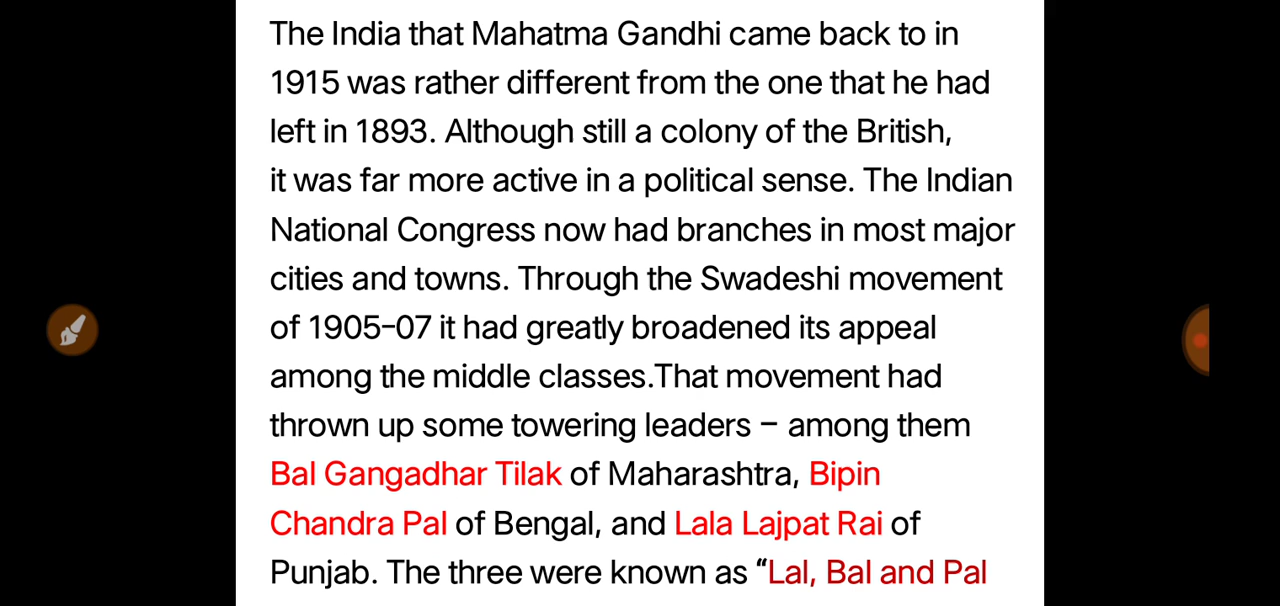 The India that Mahatma Gandhi came back to in
1915 was rather different from the one that he had
left in 1893. Although still a colony of the British,
it was far more active in a political sense. The Indian
National Congress now had branches in most major
cities and towns. Through the Swadeshi movement
of 1905–07 it had greatly broadened its appeal
among the middle classes.That movement had
thrown up some towering leaders – among them
Bal Gangadhar Tilak of Maharashtra, Bipin
Chandra Pal of Bengal, and Lala Lajpat Rai of
Punjab. The three were known as “Lal, Bal and Pal